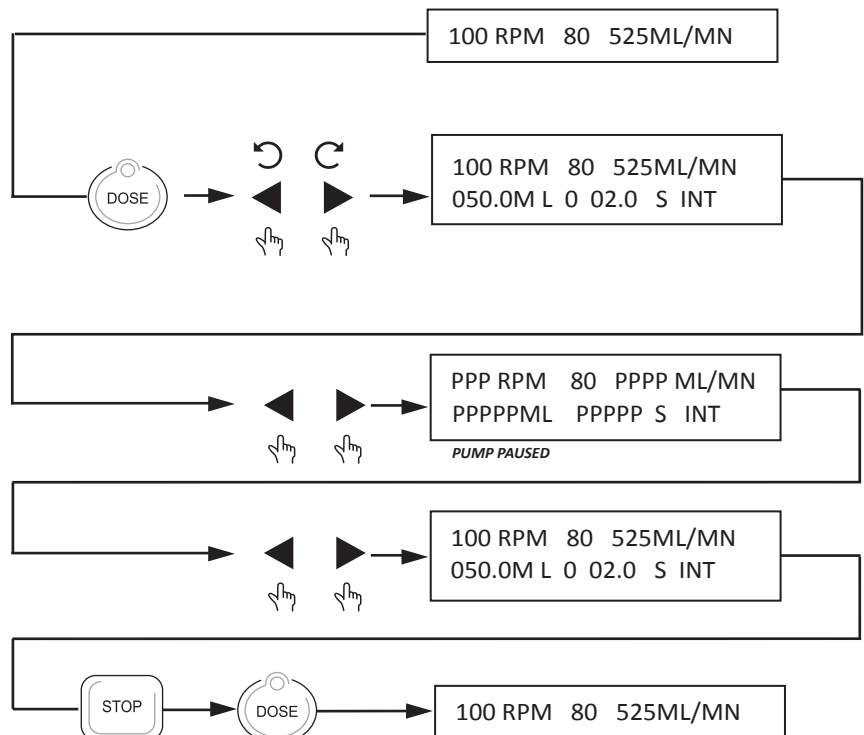 100 RPM 80 525ML/MN
DOSE
100 RPM 80 525ML/MN
050.0M L 0 02.0 S INT
PPP RPM 80 PPPP ML/MN
PPPPPML PPPPP S INT
PUMP PAUSED
100 RPM 80 525ML/MN
050.0M L 0 02.0 S INT
STOP
DOSE
100 RPM 80 525ML/MN